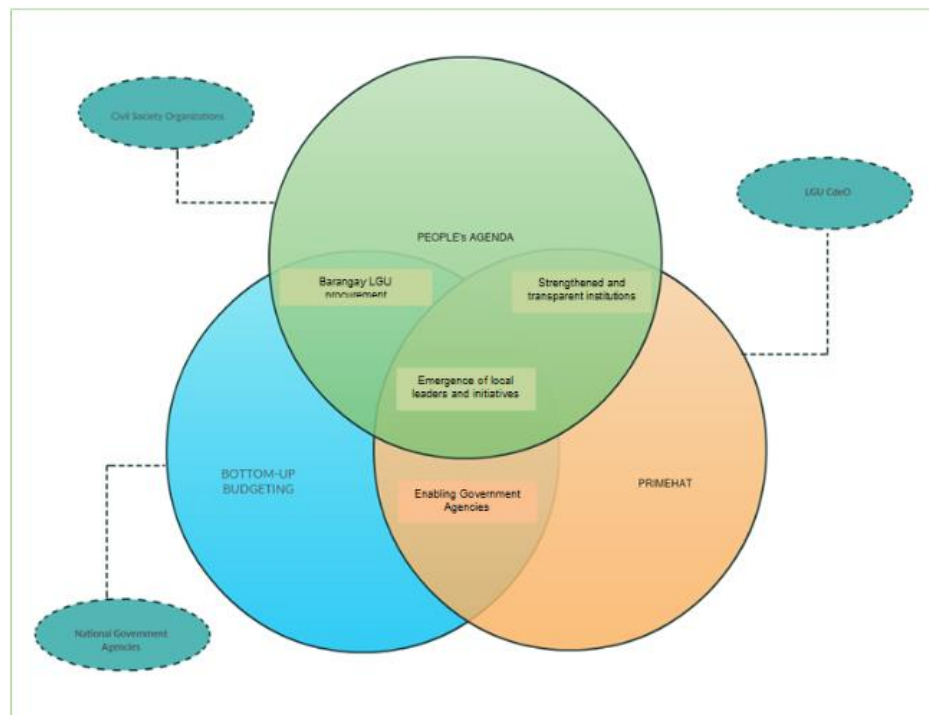 Civil Society Organizations
LGU CdeO
PEOPLE's AGENDA
Barangay LGU
procurement
Strengthened and
transparent institutions
Emergence of local
leaders and initiatives
BOTTOM-UP
BUDGETING
PRIMEHAT
Enabling Government
Agencies
National Government
Agencies